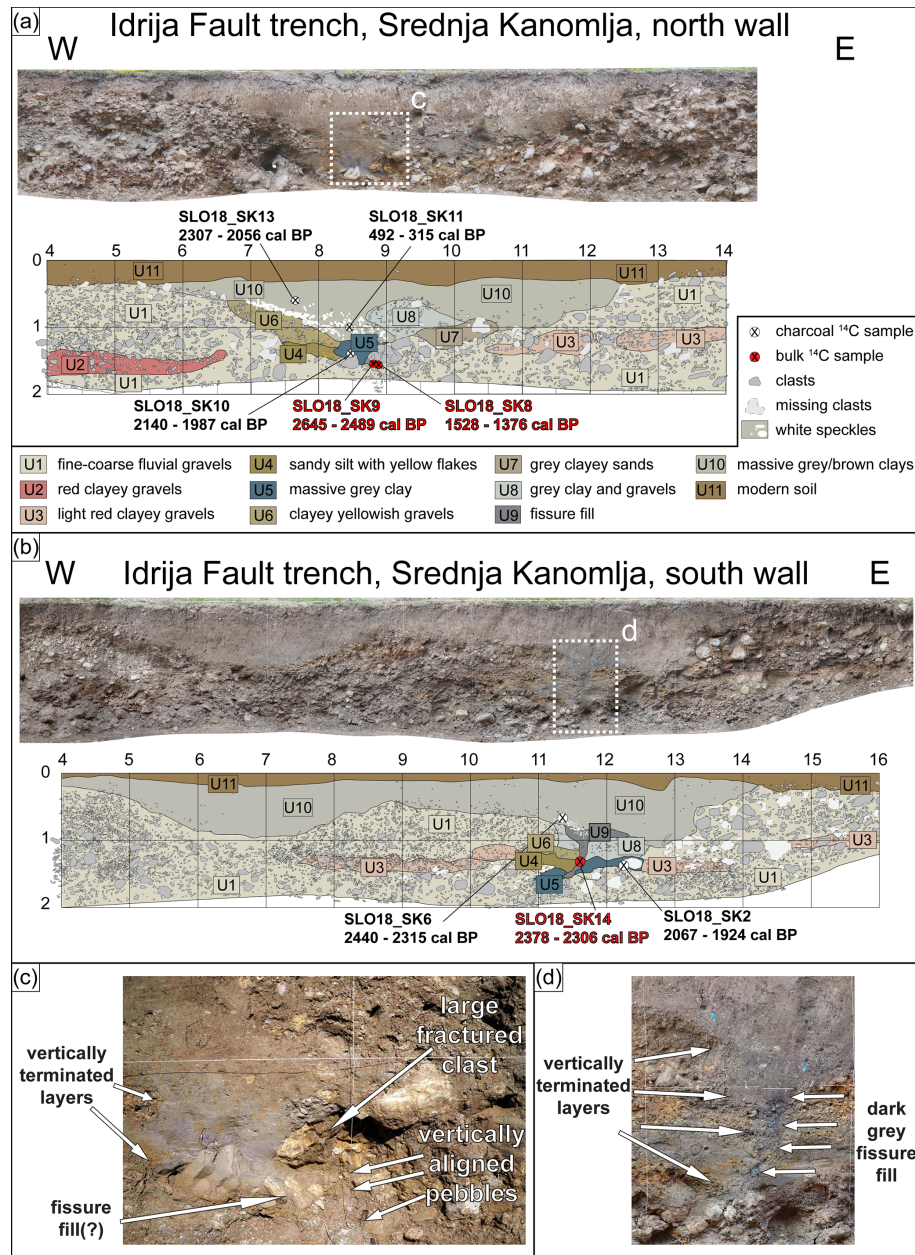 (a)
Idrija Fault trench, Srednja Kanomlja, north wall
W E
c
SLO18_SK13
2307 - 2056 cal BP
SLO18_SK11
492 - 315 cal BP
4 5 6 7 8 9 10 11 12 13 14
0
1
2
U11 U11
U10 U10
U1 U6 U8 U1
U7
U5 U3 U3
U4
U2
U1 U1
SLO18_SK10
2140 - 1987 cal BP
SLO18_SK9
2645 - 2489 cal BP
SLO18_SK8
1528 - 1376 cal BP
charcoal ¹⁴C sample
bulk ¹⁴C sample
clasts
missing clasts
white speckles
U1 fine-coarse fluvial gravels
U2 red clayey gravels
U3 light red clayey gravels
U4 sandy silt with yellow flakes
U5 massive grey clay
U6 clayey yellowish gravels
U7 grey clayey sands
U8 grey clay and gravels
U9 fissure fill
U10 massive grey/brown clays
U11 modern soil
(b)
W Idrija Fault trench, Srednja Kanomlja, south wall E
d
4 5 6 7 8 9 10 11 12 13 14 15 16
0
1
2
U11 U11
U10 U10
U1 U9
U6 U8 U3
U3 U4 U3
U1 U5 U1
SLO18_SK6
2440 - 2315 cal BP
SLO18_SK14
2378 - 2306 cal BP
SLO18_SK2
2067 - 1924 cal BP
(c)
large
fractured
clast
vertically
terminated
layers
vertically
aligned
pebbles
fissure
fill(?)
(d)
vertically
terminated
layers
dark
grey
fissure
fill